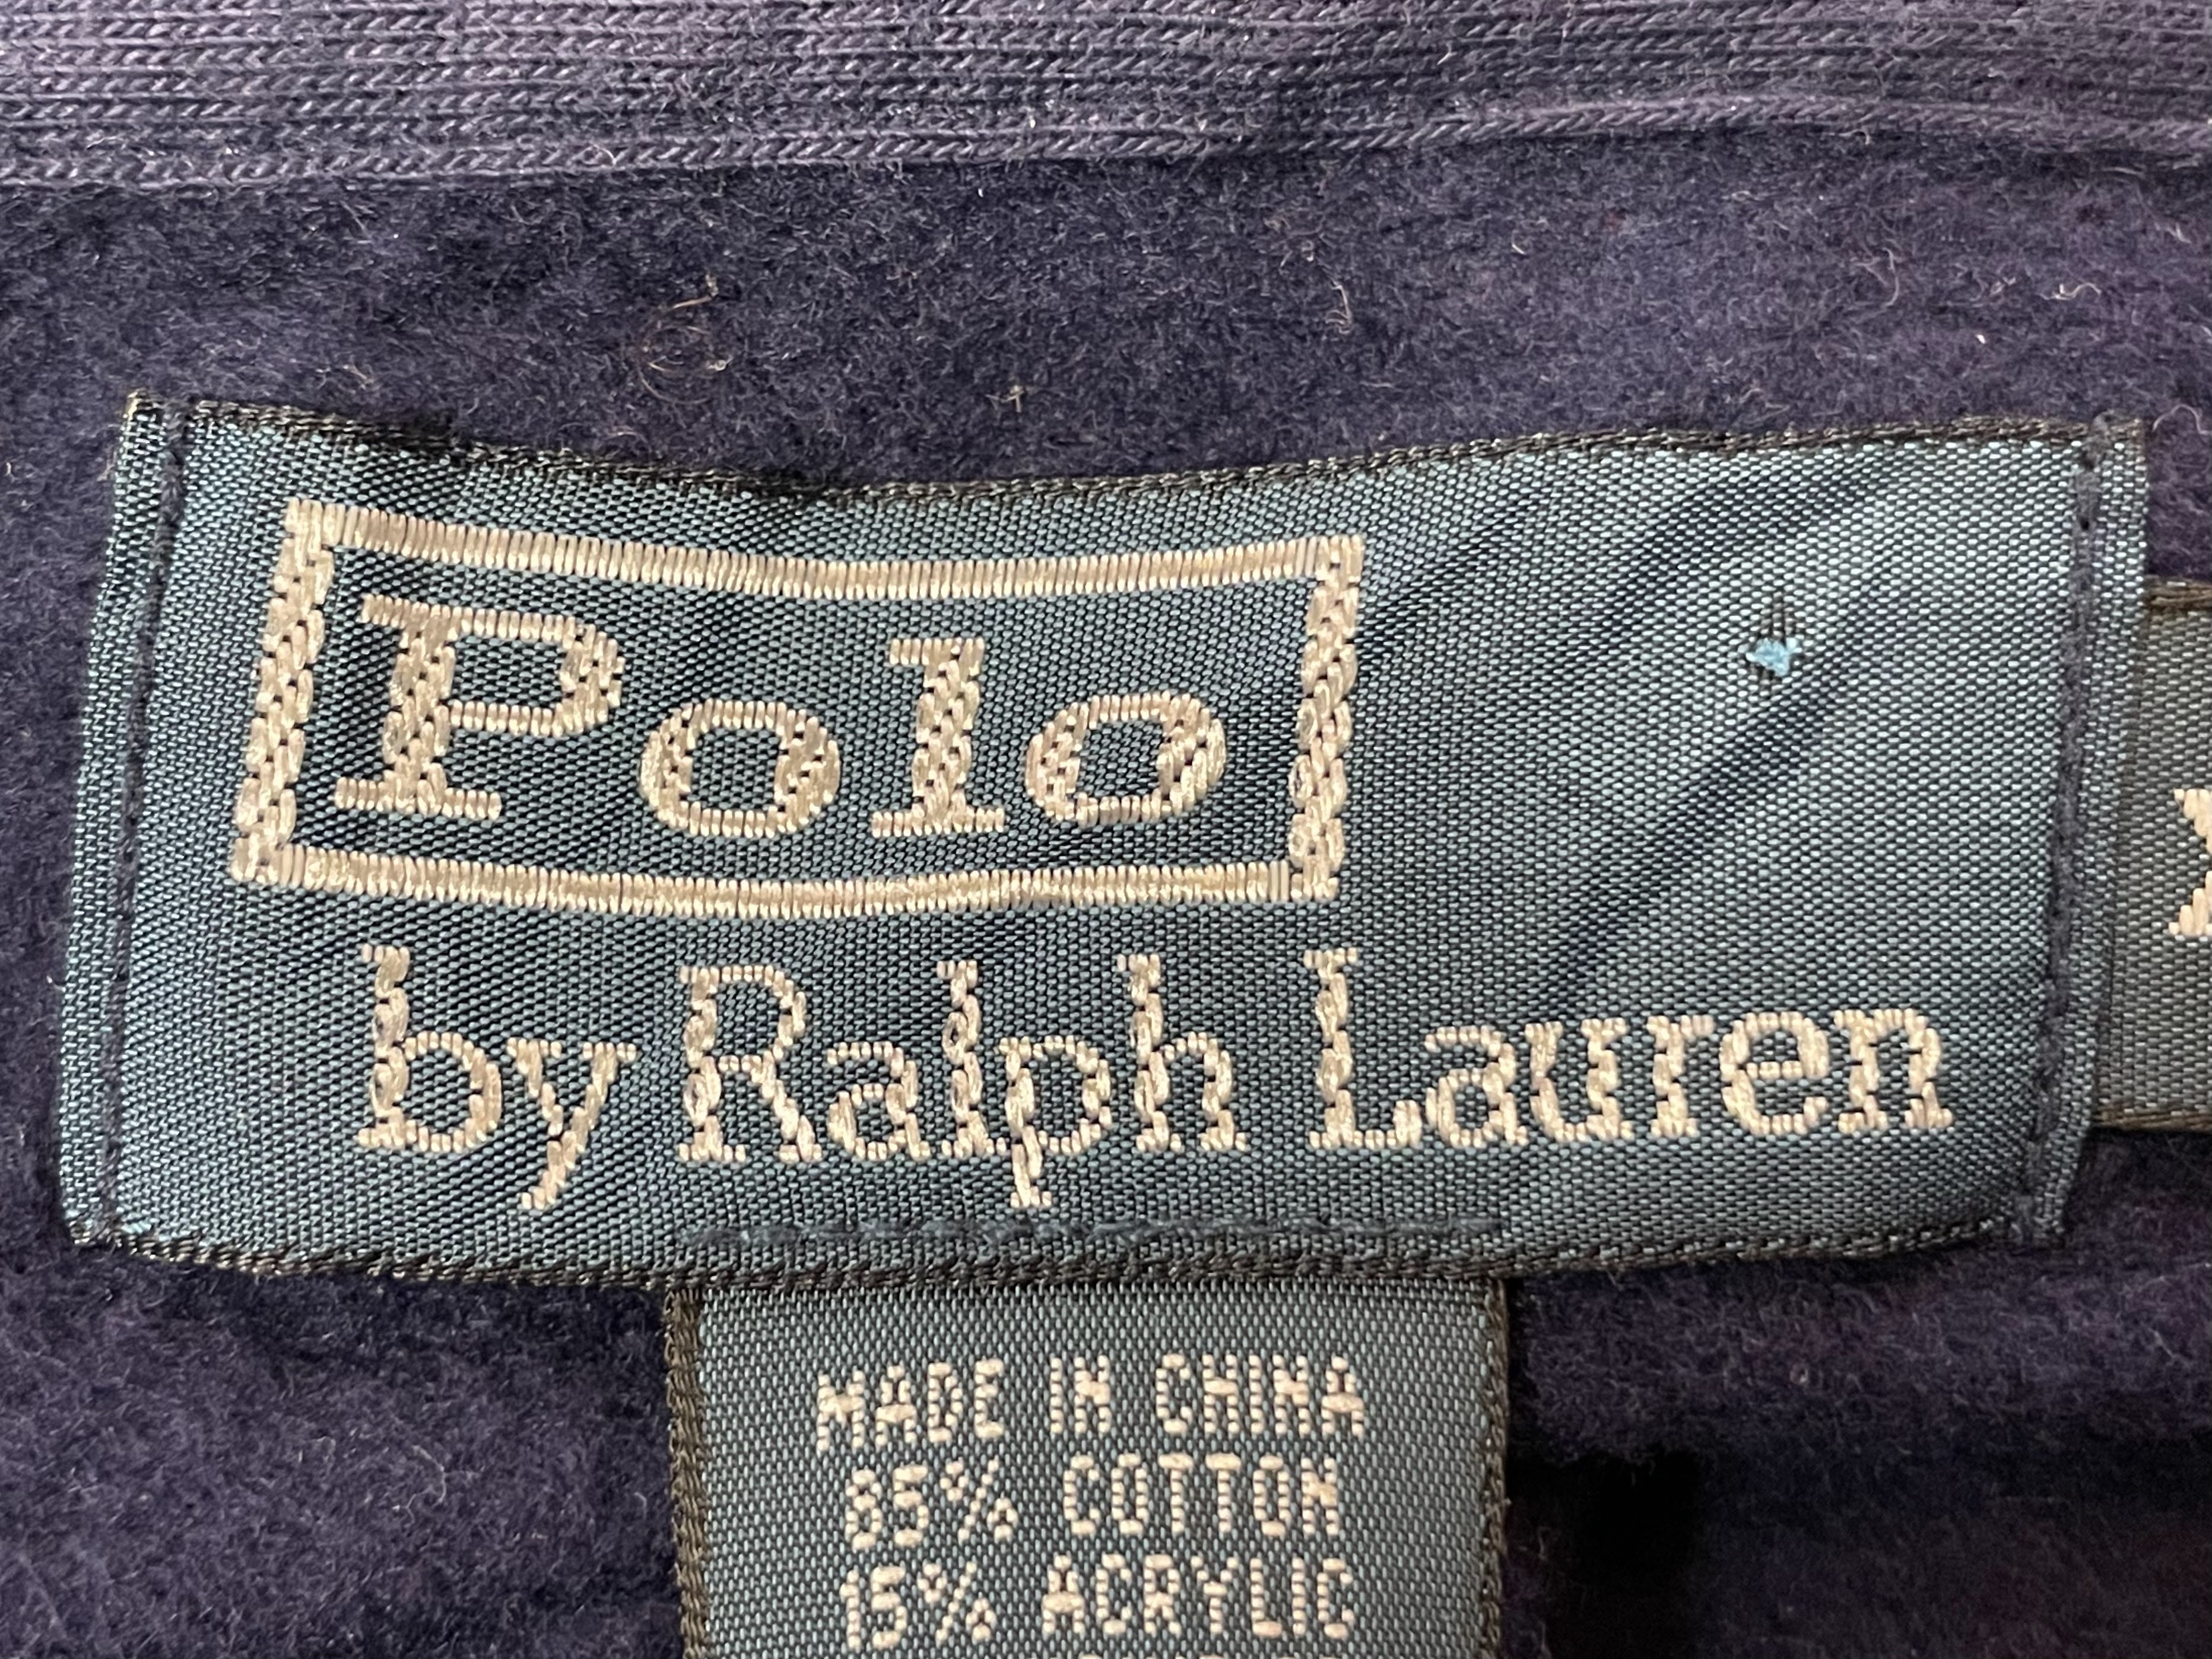 Polo
by Ralph Lauren
MADE IN CHINA
85% COTTON
15% ACRYLIC